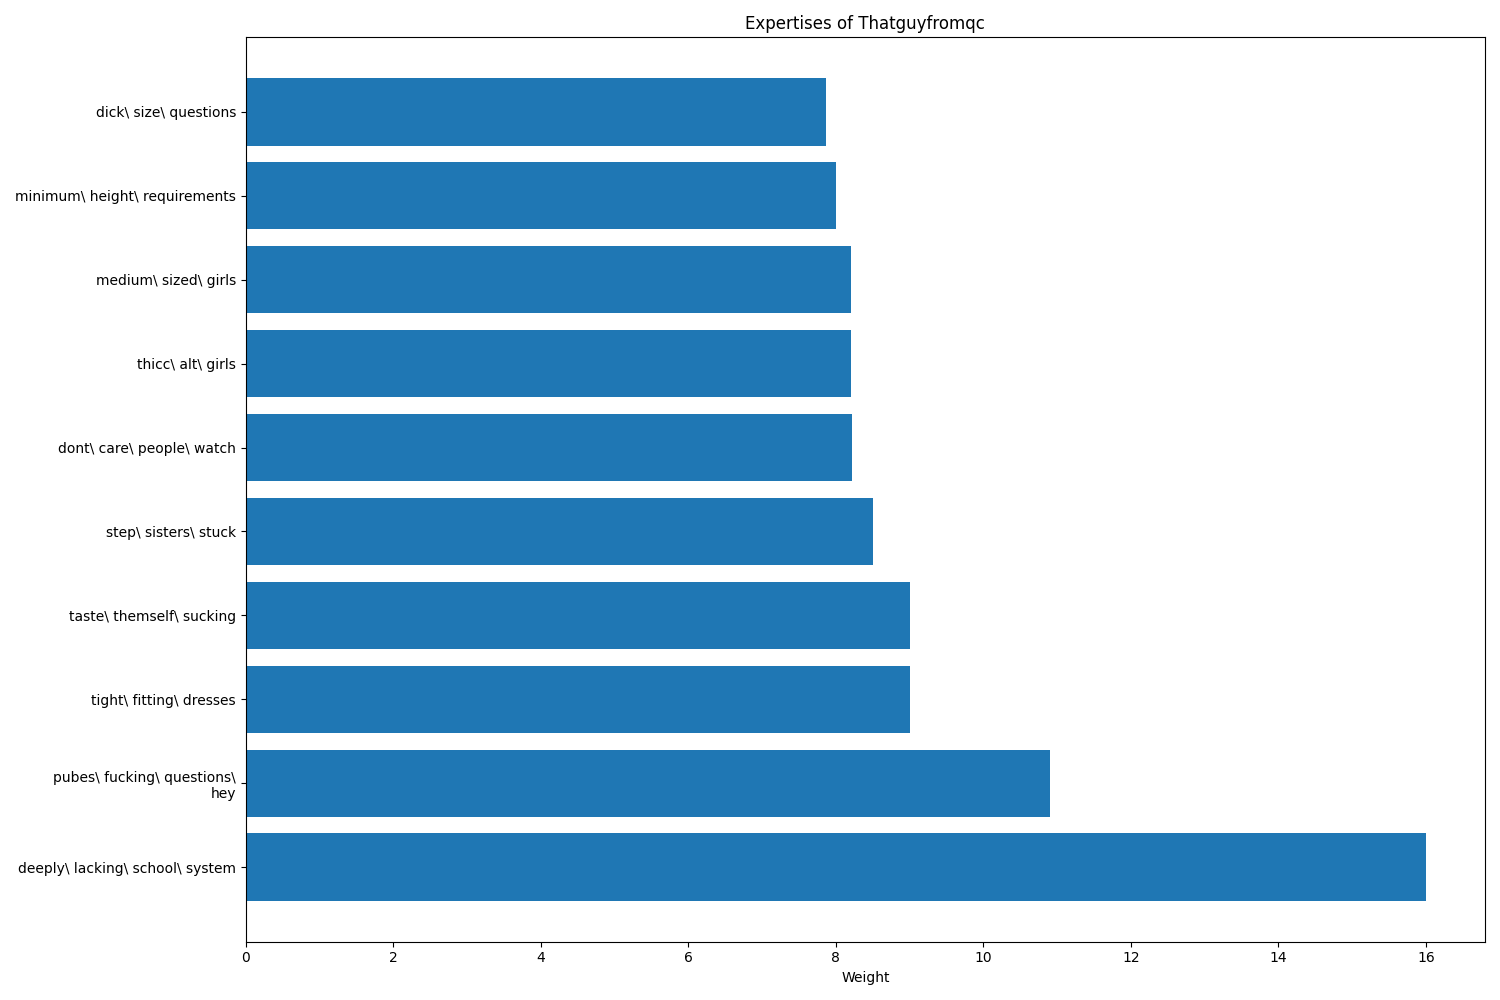 Expertises of Thatguyfromqc
dick\ size\ questions
minimum\ height\ requirements
medium\ sized\ girls
thicc\ alt\ girls
dont\ care\ people\ watch
step\ sisters\ stuck
taste\ themself\ sucking
tight\ fitting\ dresses
pubes\ fucking\ questions\
hey
deeply\ lacking\ school\ system
0 2 4 6 8 10 12 14 16
Weight